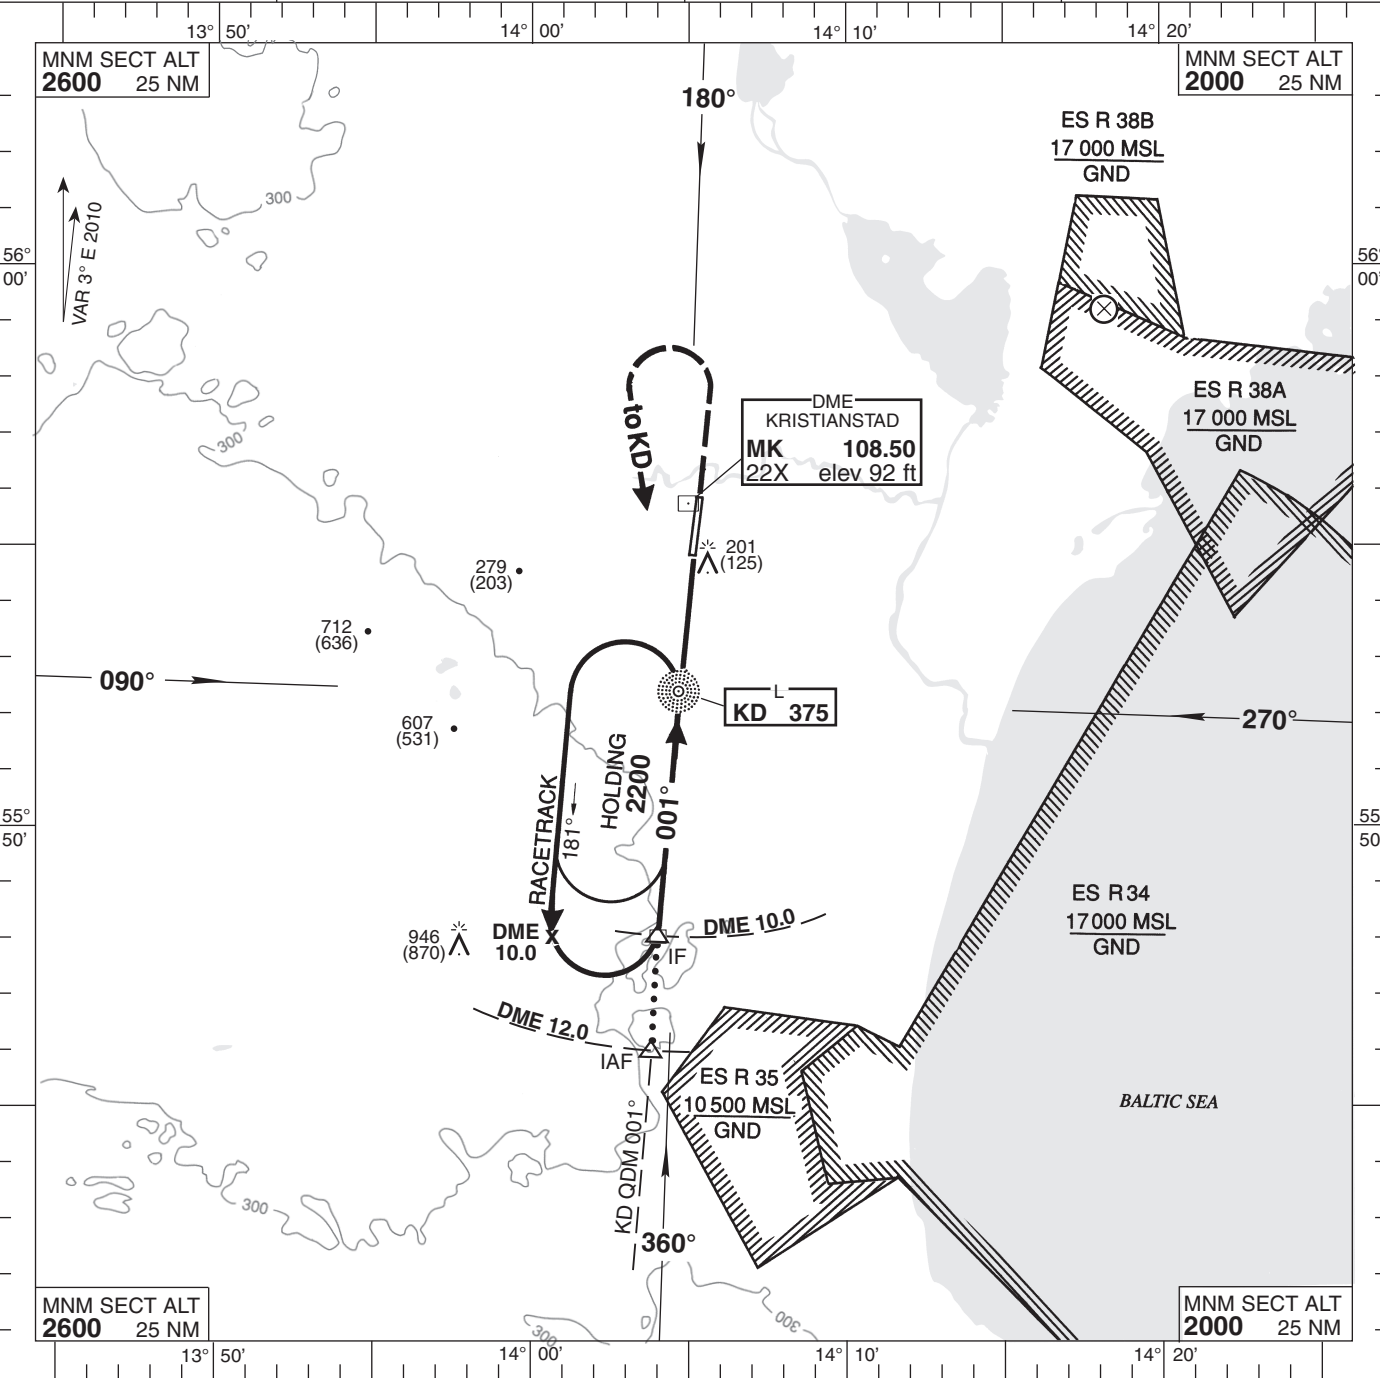 13° 50'
14° 00'
14° 10'
14° 20'
MNM SECT ALT
2600 25 NM
MNM SECT ALT
2000 25 NM
180°
ES R 38B
17 000 MSL
GND
300
VAR 3° E 2010
56°
00'
56°
00'
ES R 38A
17 000 MSL
GND
DME
KRISTIANSTAD
MK 108.50
22X elev 92 ft
to KD
300
201
(125)
279
(203)
712
(636)
090°
L
KD 375
270°
607
(531)
HOLDING
2200
RACETRACK
181°
001°
55°
50'
55
50
ES R 34
17 000 MSL
GND
DME 10.0
946
(870)
DME
10.0
X
IF
DME 12.0
IAF
ES R 35
10 500 MSL
GND
BALTIC SEA
KD QDM 001°
300
360°
300
300
MNM SECT ALT
2600 25 NM
MNM SECT ALT
2000 25 NM
13° 50'
14° 00'
14° 10'
14° 20'